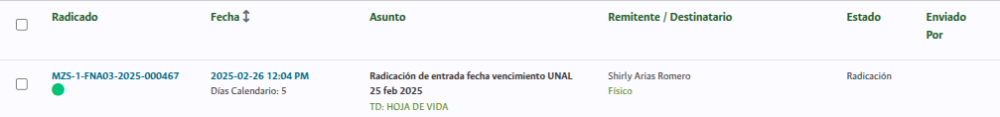 Radicado Fecha Asunto Remitente / Destinatario Estado Enviado Por
MZS-1-FNA03-2025-000467
2025-02-26 12:04 PM
Días Calendario: 5
Radicación de entrada fecha vencimiento UNAL
25 feb 2025
TD: HOJA DE VIDA
Shirly Arias Romero
Físico
Radicación